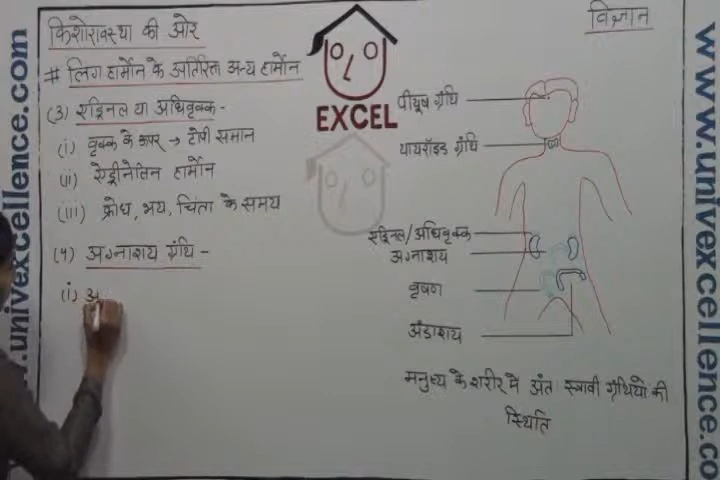 किशोरावस्था की ओर
# लिंग हार्मोन के अतिरिक्त अन्य हार्मोन
(3) एड्रिनल या अधिवृक्क -
(i) वृक्क के ऊपर → टोपी समान
(ii) ऐड्रीनेलिन हार्मोन
(iii) क्रोध, भय, चिंता के समय
(4) अग्नाशय ग्रंथि -
(i) अ
EXCEL
विज्ञान
पीयूष ग्रंथि
थायरॉइड ग्रंथि
एड्रिनल/अधिवृक्क
अग्नाशय
वृषण
अंडाशय
मनुष्य के शरीर मे अंत स्त्रावी ग्रंथियो की
स्थिति
www.univexcellence.com
www.univexcellence.com